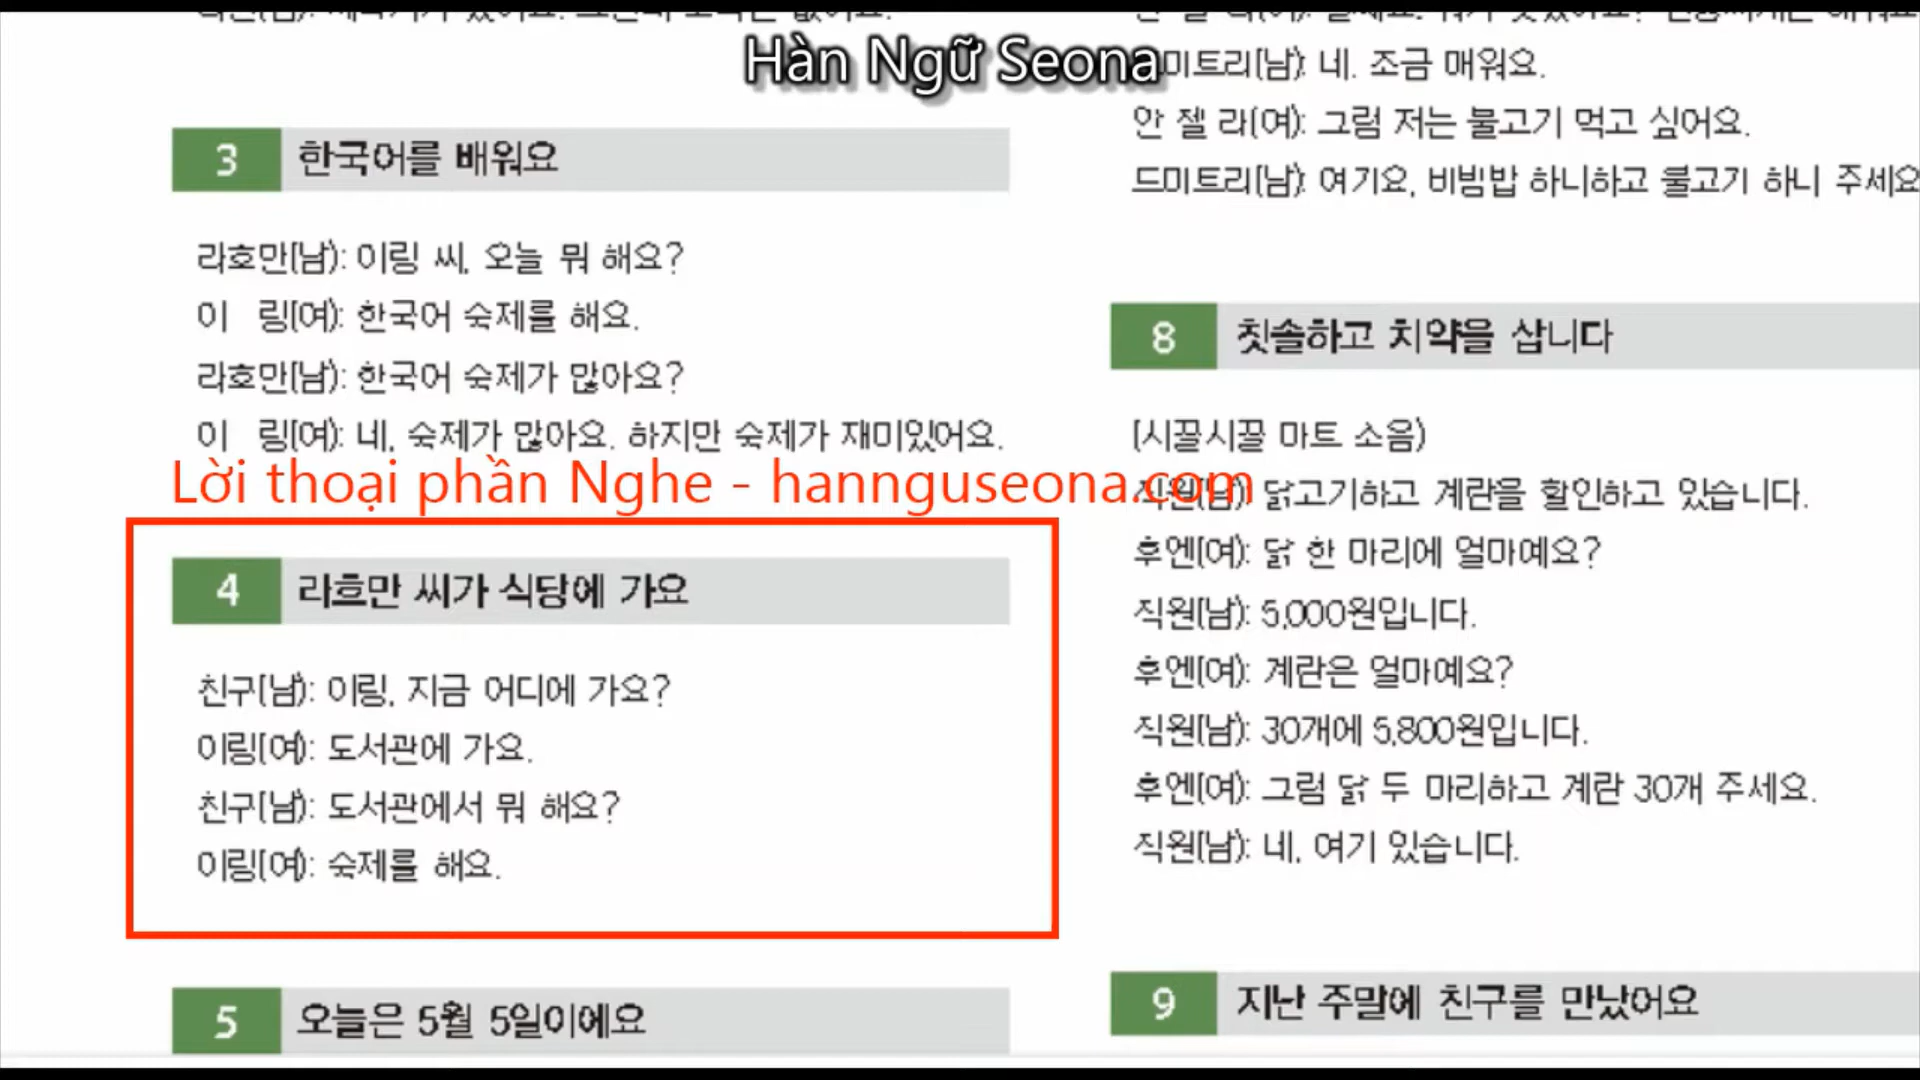 Hàn Ngữ Seona
3 한국어를 배워요
라흐만(남): 이링 씨, 오늘 뭐 해요?
이 링(여): 한국어 숙제를 해요.
라흐만(남): 한국어 숙제가 많아요?
이 링(여): 네, 숙제가 많아요. 하지만 숙제가 재미있어요.
Lời thoại phần Nghe - hannguseona.com
4 라흐만 씨가 식당에 가요
친구(남): 이링, 지금 어디에 가요?
이링(여): 도서관에 가요.
친구(남): 도서관에서 뭐 해요?
이링(여): 숙제를 해요.
5 오늘은 5월 5일이에요
드미트리(남): 네. 조금 매워요.
안 젤 라(여): 그럼 저는 불고기 먹고 싶어요.
드미트리(남): 여기요, 비빔밥 하나하고 불고기 하나 주세요
8 칫솔하고 치약을 삽니다
(시끌시끌 마트 소음)
직원(남): 닭고기하고 계란을 할인하고 있습니다.
후엔(여): 닭 한 마리에 얼마예요?
직원(남): 5,000원입니다.
후엔(여): 계란은 얼마예요?
직원(남): 30개에 5,800원입니다.
후엔(여): 그럼 닭 두 마리하고 계란 30개 주세요.
직원(남): 네, 여기 있습니다.
9 지난 주말에 친구를 만났어요